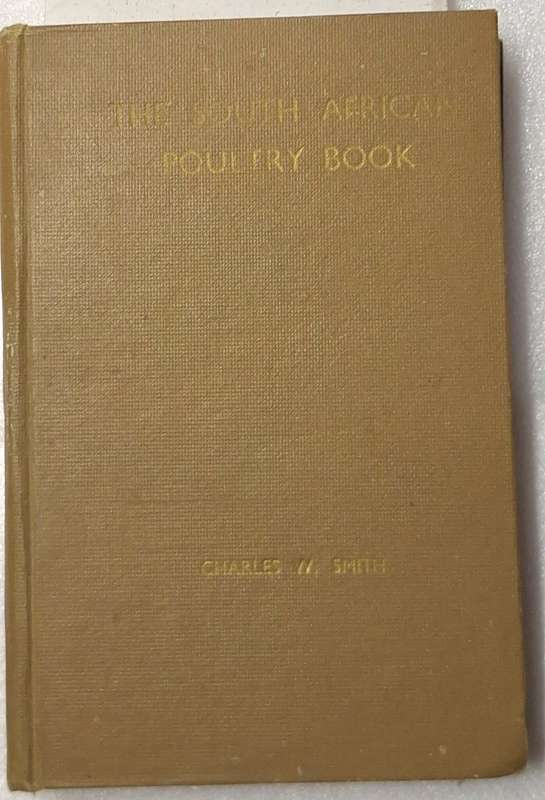 THE SOUTH AFRICAN
POULTRY BOOK
CHARLES W. SMITH